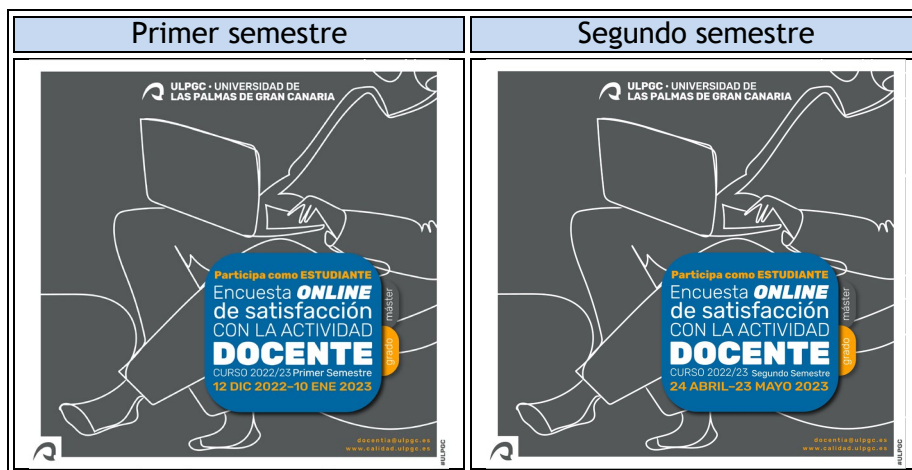 Primer semestre
Segundo semestre
ULPGC · UNIVERSIDAD DE
LAS PALMAS DE GRAN CANARIA
Participa como ESTUDIANTE
Encuesta ONLINE
de satisfacción
CON LA ACTIVIDAD
DOCENTE
CURSO 2022/23 Primer Semestre
12 DIC 2022–10 ENE 2023
máster
grado
docentia@ulpgc.es
www.calidad.ulpgc.es
#ULPGC
ULPGC · UNIVERSIDAD DE
LAS PALMAS DE GRAN CANARIA
Participa como ESTUDIANTE
Encuesta ONLINE
de satisfacción
CON LA ACTIVIDAD
DOCENTE
CURSO 2022/23 Segundo Semestre
24 ABRIL–23 MAYO 2023
máster
grado
docentia@ulpgc.es
www.calidad.ulpgc.es
#ULPGC